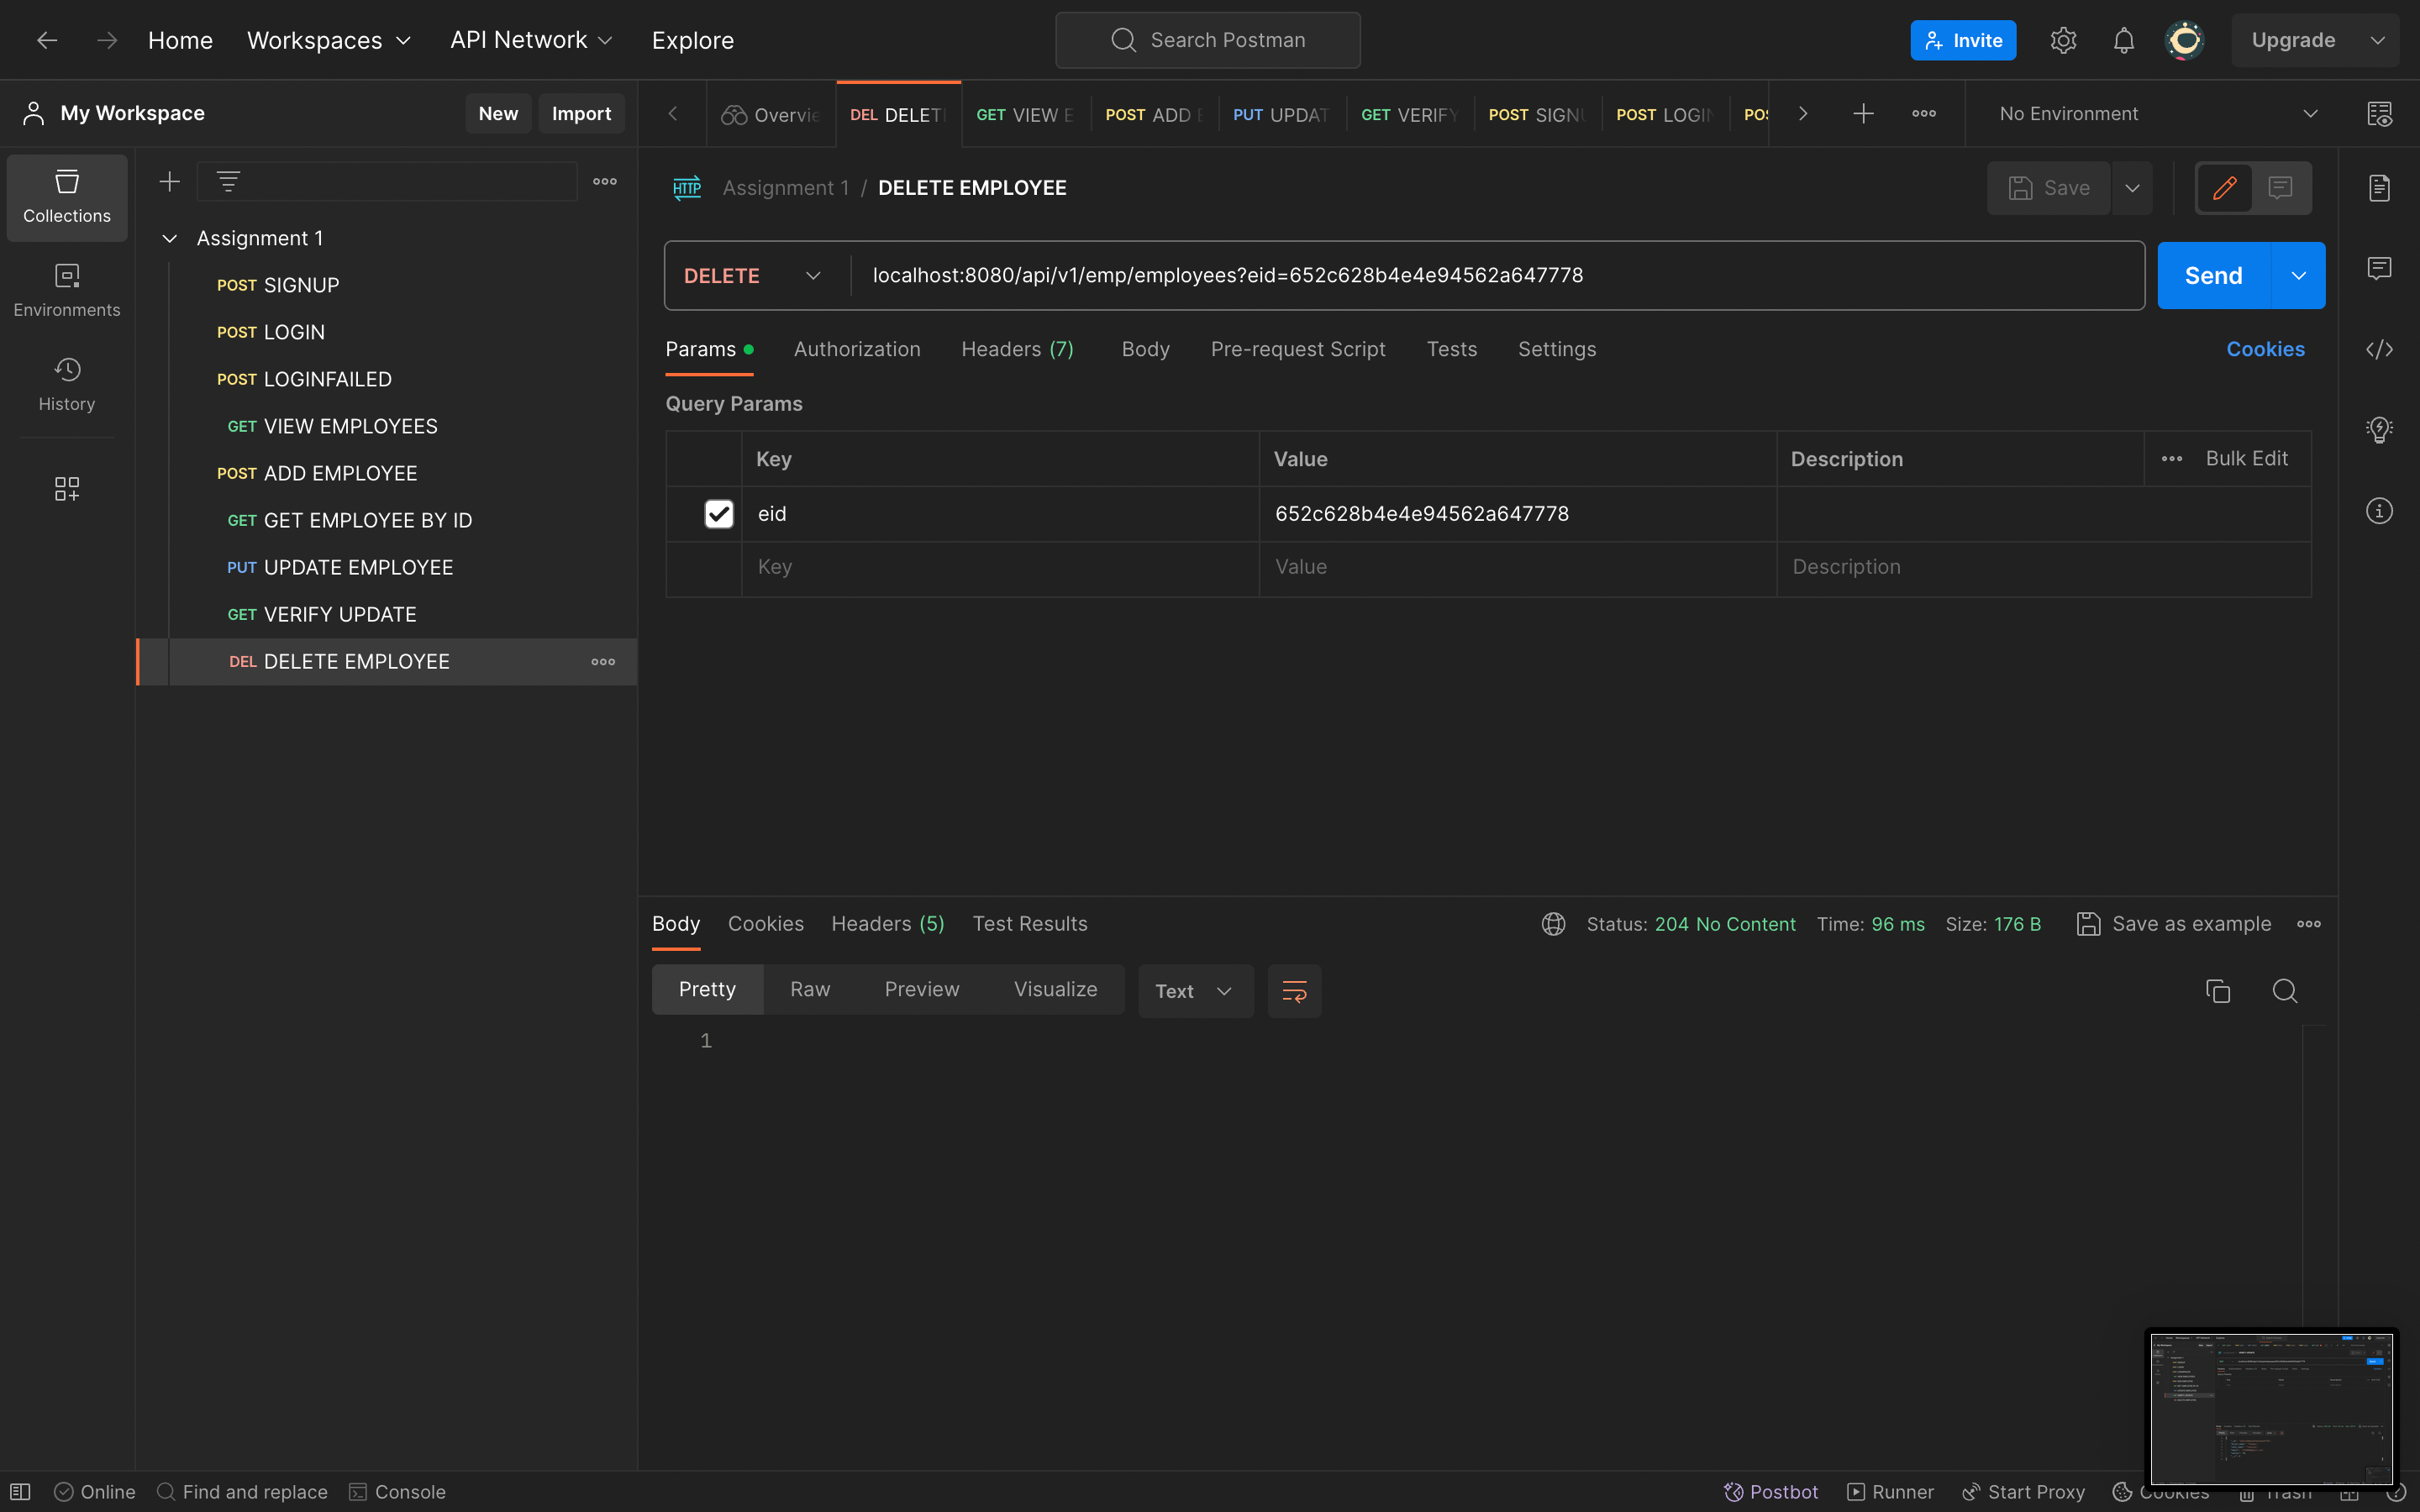 Home Workspaces API Network Explore Search Postman Invite Upgrade
My Workspace New Import
Overvie DEL DELETI GET VIEW E POST ADD E PUT UPDAT GET VERIFY POST SIGNU POST LOGIN POS No Environment
Collections
Environments
History
Assignment 1
POST SIGNUP
POST LOGIN
POST LOGINFAILED
GET VIEW EMPLOYEES
POST ADD EMPLOYEE
GET GET EMPLOYEE BY ID
PUT UPDATE EMPLOYEE
GET VERIFY UPDATE
DEL DELETE EMPLOYEE
HTTP Assignment 1 / DELETE EMPLOYEE Save
DELETE localhost:8080/api/v1/emp/employees?eid=652c628b4e4e94562a647778 Send
Params Authorization Headers (7) Body Pre-request Script Tests Settings Cookies
Query Params
Key Value Description Bulk Edit
eid 652c628b4e4e94562a647778
Key Value Description
Body Cookies Headers (5) Test Results Status: 204 No Content Time: 96 ms Size: 176 B Save as example
Pretty Raw Preview Visualize Text
1
Online Find and replace Console Postbot Runner Start Proxy Cookies Trash